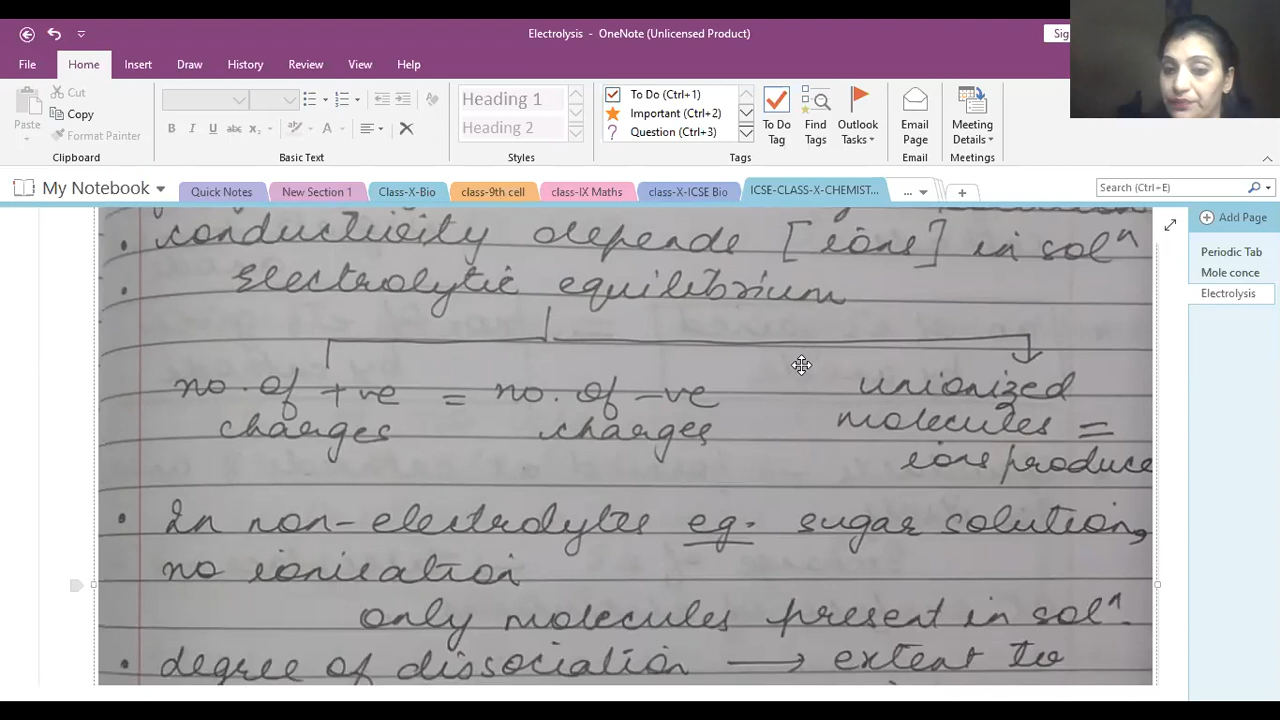 Electrolysis - OneNote (Unlicensed Product)
File Home Insert Draw History Review View Help
Cut
Copy
Format Painter
Paste
Clipboard
B I U abc x₂ A
Basic Text
Heading 1
Heading 2
Styles
To Do (Ctrl+1)
Important (Ctrl+2)
? Question (Ctrl+3)
To Do Tag
Find Tags
Outlook Tasks
Tags
Email Page
Email
Meeting Details
Meetings
My Notebook
Quick Notes New Section 1 Class-X-Bio class-9th cell class-IX Maths class-X-ICSE Bio ICSE-CLASS-X-CHEMIST... ...
Search (Ctrl+E)
Add Page
Periodic Tab
Mole conce
Electrolysis
. conductivity depends [ions] in solⁿ
. Electrolytic equilibrium
no. of +ve charges = no. of -ve charges
unionized molecules = ions produce
. In non-electrolytes eg. sugar solution,
no ionisation
only molecules present in solⁿ.
. degree of dissociation → extent to